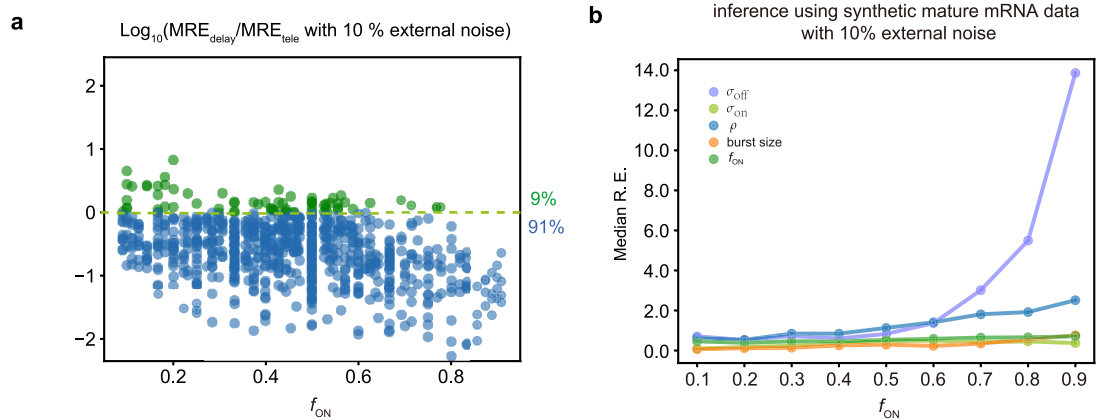 a
Log10(MREdelay/MREtele with 10 % external noise)
2
1
0
−1
−2
9%
91%
0.2
0.4
0.6
0.8
fON
b
inference using synthetic mature mRNA data
with 10% external noise
Median R. E.
14.0
12.0
10.0
8.0
6.0
4.0
2.0
0.0
σoff
σon
ρ
burst size
fON
0.1
0.2
0.3
0.4
0.5
0.6
0.7
0.8
0.9
fON